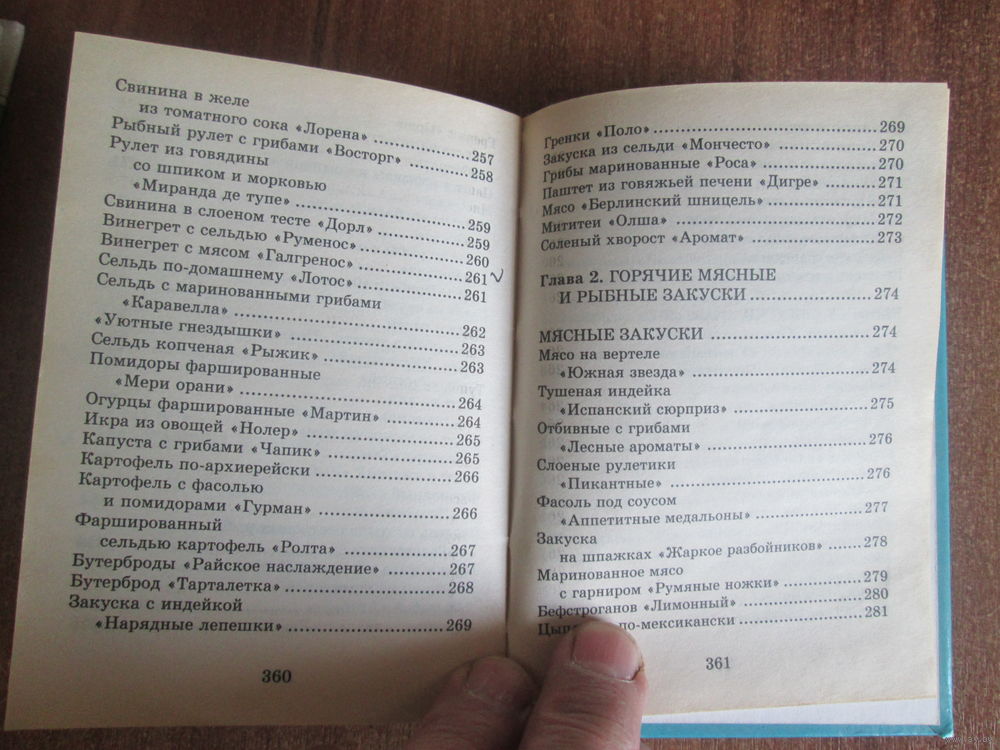 Свинина в желе
из томатного сока «Лорена» ........ 257
Рыбный рулет с грибами «Восторг» ........ 258
Рулет из говядины
со шпиком и морковью
«Миранда де тупе» ........ 259
Свинина в слоеном тесте «Дорл» ........ 259
Винегрет с сельдью «Руменос» ........ 260
Винегрет с мясом «Галгренос» ........ 261 ✓
Сельдь по-домашнему «Лотос» ........ 261
Сельдь с маринованными грибами
«Каравелла» ........ 262
«Уютные гнездышки» ........ 263
Сельдь копченая «Рыжик» ........ 263
Помидоры фаршированные
«Мери орани» ........ 264
Огурцы фаршированные «Мартин» ........ 264
Икра из овощей «Нолер» ........ 265
Капуста с грибами «Чапик» ........ 265
Картофель по-архиерейски ........ 266
Картофель с фасолью
и помидорами «Гурман» ........ 266
Фаршированный
сельдью картофель «Ролта» ........ 267
Бутерброды «Райское наслаждение» ........ 267
Бутерброд «Тарталетка» ........ 268
Закуска с индейкой
«Нарядные лепешки» ........ 269
360
Гренки «Поло» ........ 269
Закуска из сельди «Мончесто» ........ 270
Грибы маринованные «Роса» ........ 270
Паштет из говяжьей печени «Дигре» ........ 271
Мясо «Берлинский шницель» ........ 271
Мититеи «Олша» ........ 272
Соленый хворост «Аромат» ........ 273
Глава 2. ГОРЯЧИЕ МЯСНЫЕ
И РЫБНЫЕ ЗАКУСКИ ........ 274
МЯСНЫЕ ЗАКУСКИ ........ 274
Мясо на вертеле
«Южная звезда» ........ 274
Тушеная индейка
«Испанский сюрприз» ........ 275
Отбивные с грибами
«Лесные ароматы» ........ 276
Слоеные рулетики
«Пикантные» ........ 276
Фасоль под соусом
«Аппетитные медальоны» ........ 277
Закуска
на шпажках «Жаркое разбойников» ........ 278
Маринованное мясо
с гарниром «Румяные ножки» ........ 279
Бефстроганов «Лимонный» ........ 280
по-мексикански ........ 281
361